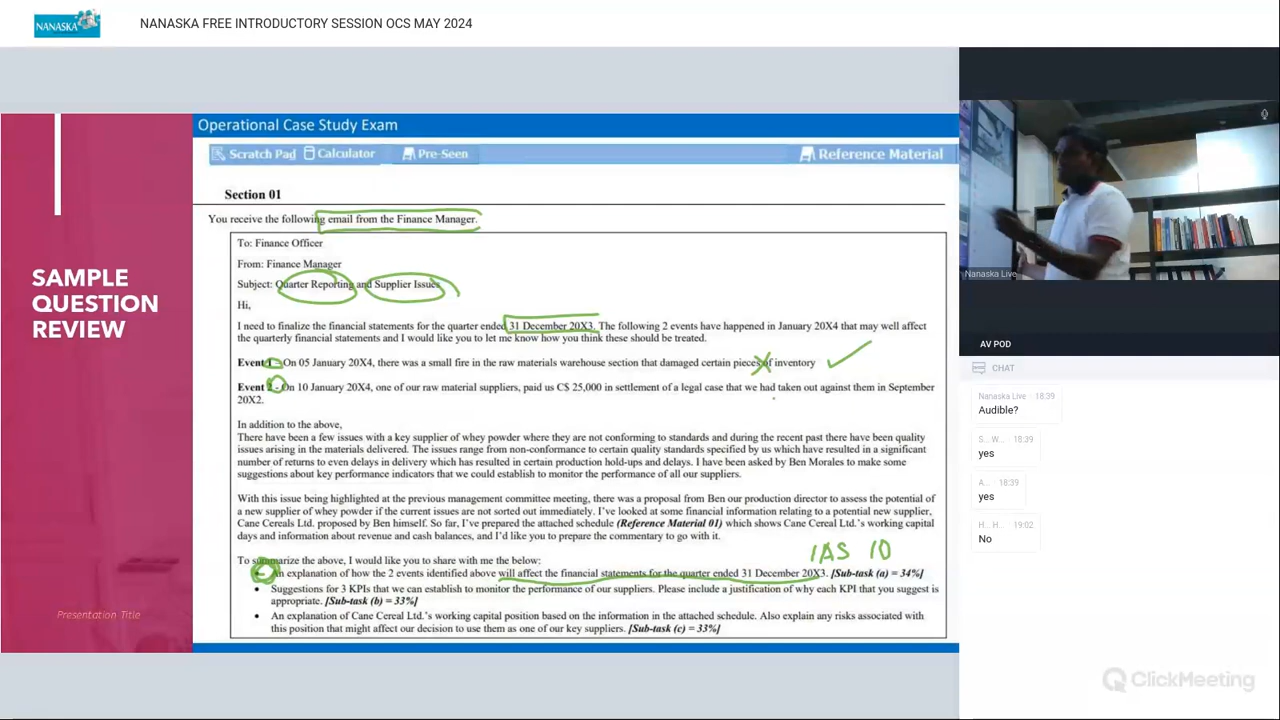 NANASKA
NANASKA FREE INTRODUCTORY SESSION OCS MAY 2024
SAMPLE
QUESTION
REVIEW
Presentation Title
Operational Case Study Exam
Scratch Pad Calculator Pre-Seen Reference Material
Section 01
You receive the following email from the Finance Manager.
To: Finance Officer
From: Finance Manager
Subject: Quarter Reporting and Supplier Issues
Hi,
I need to finalize the financial statements for the quarter ended 31 December 20X3. The following 2 events have happened in January 20X4 that may well affect
the quarterly financial statements and I would like you to let me know how you think these should be treated.
Event 1 - On 05 January 20X4, there was a small fire in the raw materials warehouse section that damaged certain pieces of inventory
Event 2 - On 10 January 20X4, one of our raw material suppliers, paid us C$ 25,000 in settlement of a legal case that we had taken out against them in September
20X2.
In addition to the above,
There have been a few issues with a key supplier of whey powder where they are not conforming to standards and during the recent past there have been quality
issues arising in the materials delivered. The issues range from non-conformance to certain quality standards specified by us which have resulted in a significant
number of returns to even delays in delivery which has resulted in certain production hold-ups and delays. I have been asked by Ben Morales to make some
suggestions about key performance indicators that we could establish to monitor the performance of all our suppliers.
With this issue being highlighted at the previous management committee meeting, there was a proposal from Ben our production director to assess the potential of
a new supplier of whey powder if the current issues are not sorted out immediately. I've looked at some financial information relating to a potential new supplier,
Cane Cereals Ltd. proposed by Ben himself. So far, I've prepared the attached schedule (Reference Material 01) which shows Cane Cereal Ltd.'s working capital
days and information about revenue and cash balances, and I'd like you to prepare the commentary to go with it.
IAS 10
To summarize the above, I would like you to share with me the below:
• An explanation of how the 2 events identified above will affect the financial statements for the quarter ended 31 December 20X3. [Sub-task (a) = 34%]
• Suggestions for 3 KPIs that we can establish to monitor the performance of our suppliers. Please include a justification of why each KPI that you suggest is
appropriate. [Sub-task (b) = 33%]
• An explanation of Cane Cereal Ltd.'s working capital position based on the information in the attached schedule. Also explain any risks associated with
this position that might affect our decision to use them as one of our key suppliers. [Sub-task (c) = 33%]
Nanaska Live
AV POD
CHAT
Nanaska Live · 18:39
Audible?
S... W... · 18:39
yes
A... · 18:39
yes
H... H... · 19:02
No
ClickMeeting